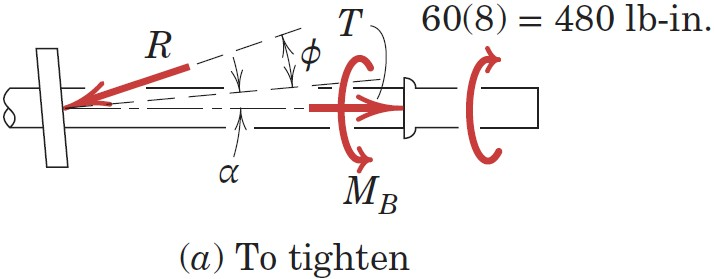 R
ϕ
T
60(8) = 480 lb-in.
α
M_B
(a) To tighten